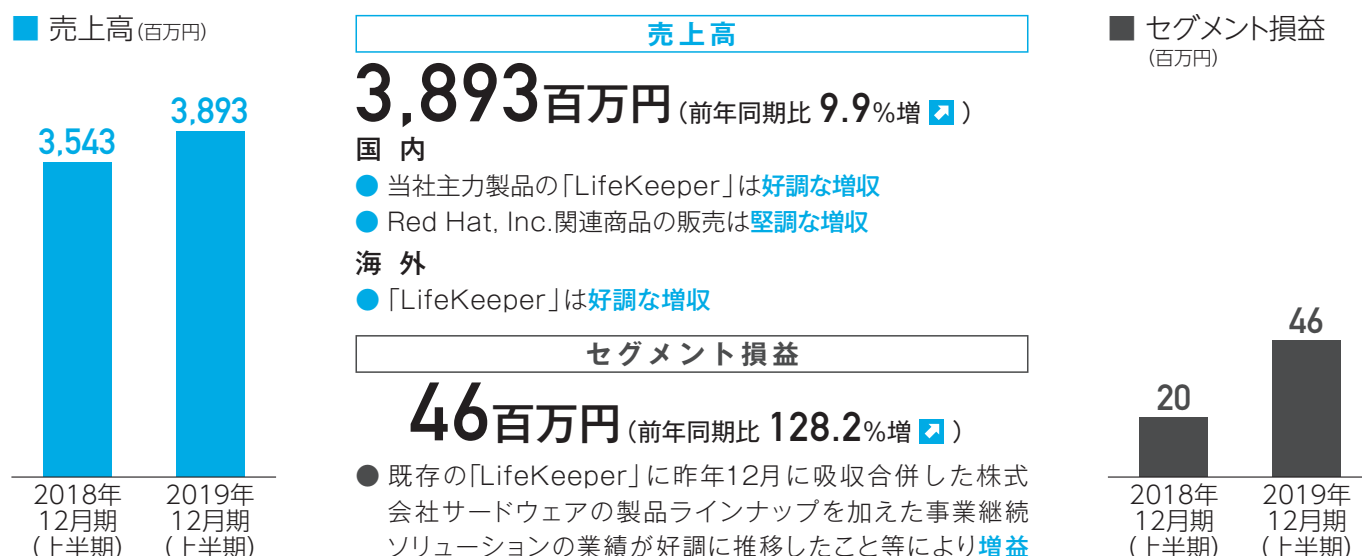 ■ 売上高(百万円)
3,543
3,893
2018年
12月期
(上半期)
2019年
12月期
(上半期)
売上高
3,893百万円(前年同期比 9.9%増 ↗ )
国 内
● 当社主力製品の「LifeKeeper」は好調な増収
● Red Hat, Inc.関連商品の販売は堅調な増収
海 外
● 「LifeKeeper」は好調な増収
セグメント損益
46百万円(前年同期比 128.2%増 ↗ )
● 既存の「LifeKeeper」に昨年12月に吸収合併した株式
会社サードウェアの製品ラインナップを加えた事業継続
ソリューションの業績が好調に推移したこと等により増益
■ セグメント損益
(百万円)
20
46
2018年
12月期
(上半期)
2019年
12月期
(上半期)